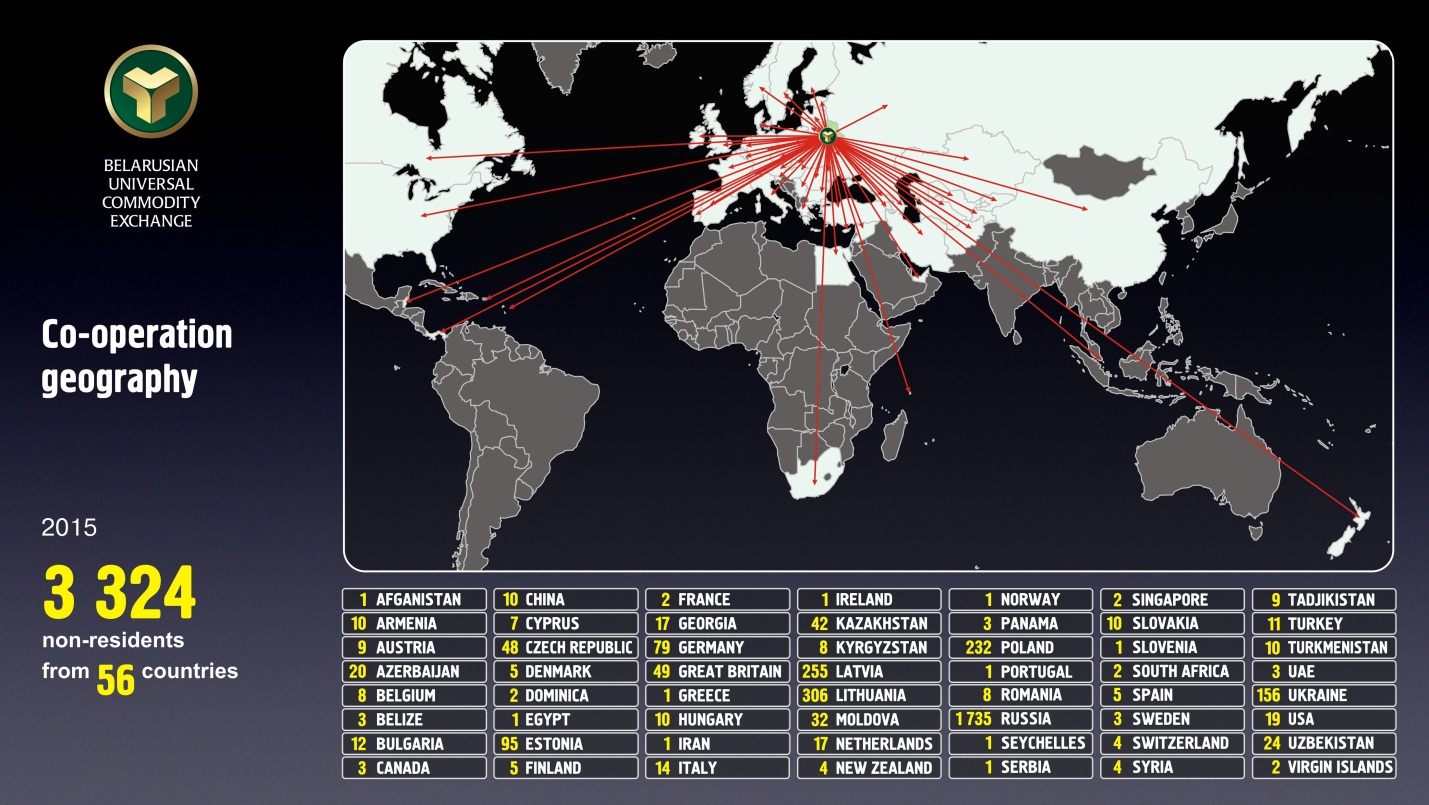 BELARUSIAN
UNIVERSAL
COMMODITY
EXCHANGE
Co-operation
geography
2015
3 324
non-residents
from 56 countries
1 AFGANISTAN
10 ARMENIA
9 AUSTRIA
20 AZERBAIJAN
8 BELGIUM
3 BELIZE
12 BULGARIA
3 CANADA
10 CHINA
7 CYPRUS
48 CZECH REPUBLIC
5 DENMARK
2 DOMINICA
1 EGYPT
95 ESTONIA
5 FINLAND
2 FRANCE
17 GEORGIA
79 GERMANY
49 GREAT BRITAIN
1 GREECE
10 HUNGARY
1 IRAN
14 ITALY
1 IRELAND
42 KAZAKHSTAN
8 KYRGYZSTAN
255 LATVIA
306 LITHUANIA
32 MOLDOVA
17 NETHERLANDS
4 NEW ZEALAND
1 NORWAY
3 PANAMA
232 POLAND
1 PORTUGAL
8 ROMANIA
1 735 RUSSIA
1 SEYCHELLES
1 SERBIA
2 SINGAPORE
10 SLOVAKIA
1 SLOVENIA
2 SOUTH AFRICA
5 SPAIN
3 SWEDEN
4 SWITZERLAND
4 SYRIA
9 TADJIKISTAN
11 TURKEY
10 TURKMENISTAN
3 UAE
156 UKRAINE
19 USA
24 UZBEKISTAN
2 VIRGIN ISLANDS